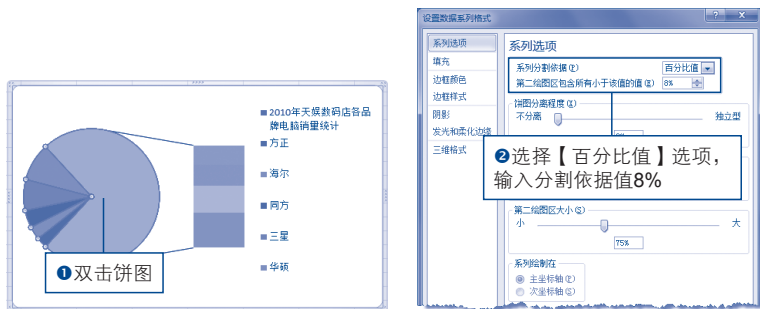 2010年天娱数码店各品
牌电脑销里统计
方正
海尔
同方
三星
华硕
❶双击饼图
设置数据系列格式
系列选项
填充
边框颜色
边框样式
阴影
发光和柔化边缘
三维格式
系列选项
系列分割依据(P)
百分比值
第二绘图区包含所有小于该值的值(E)
8%
饼图分离程度(X)
不分离
独立型
❷选择【百分比值】选项，
输入分割依据值8%
第二绘图区大小(S)
小
大
75%
系列绘制在
主坐标轴(P)
次坐标轴(S)